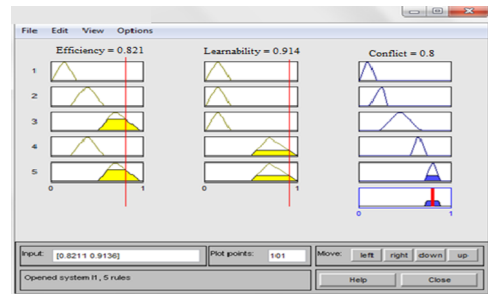 File Edit View Options
Efficiency = 0.821 Learnability = 0.914 Conflict = 0.8
1
2
3
4
5
0 1 0 1
0 1
Input: [0.8211 0.9136] Plot points: 101 Move: left right down up
Opened system I1, 5 rules Help Close